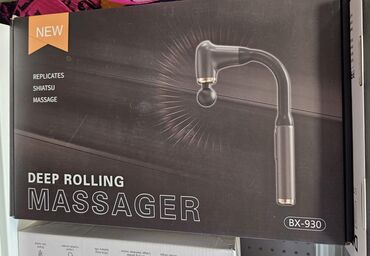 NEW
REPLICATES
SHIATSU
MASSAGE
DEEP ROLLING
MASSAGER
BX-930